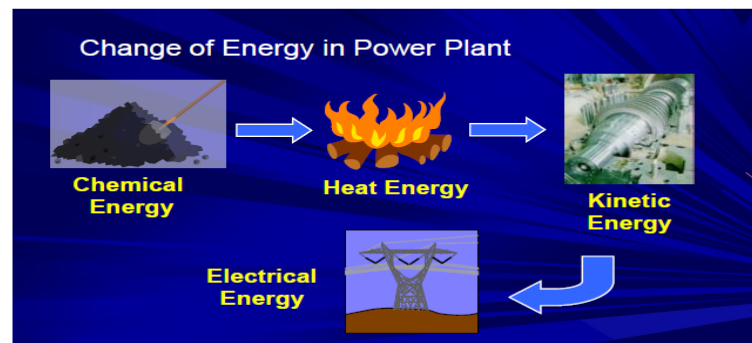 Change of Energy in Power Plant
Chemical
Energy
Heat Energy
Kinetic
Energy
Electrical
Energy